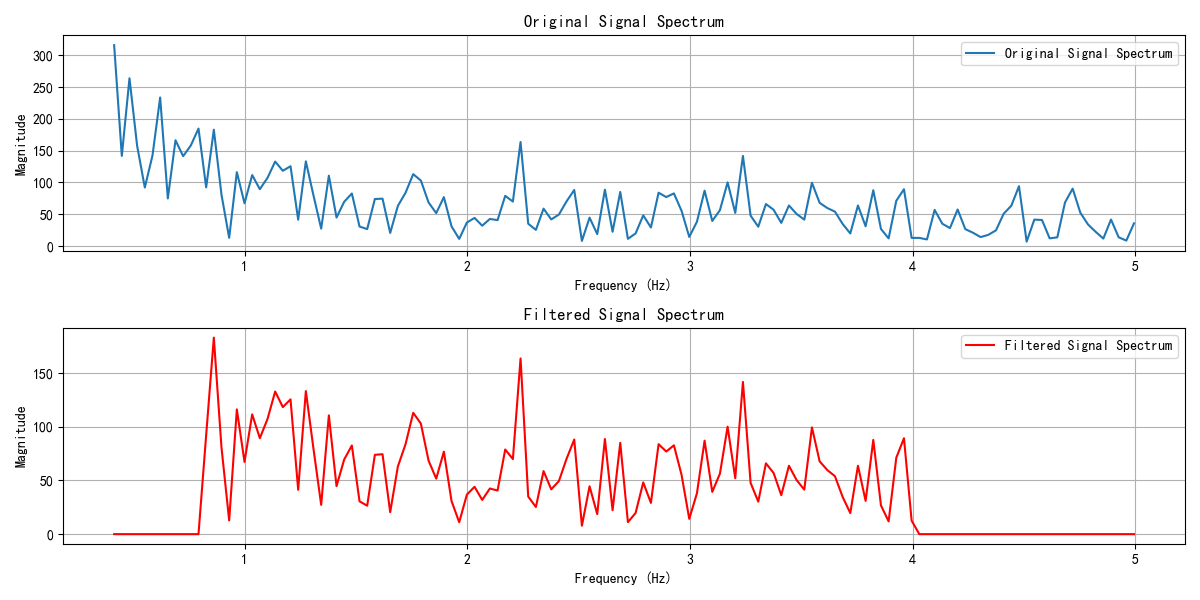 Original Signal Spectrum
Original Signal Spectrum
300
250
200
150
100
50
0
Magnitude
1
2
3
4
5
Frequency (Hz)
Filtered Signal Spectrum
Filtered Signal Spectrum
150
100
50
0
Magnitude
1
2
3
4
5
Frequency (Hz)